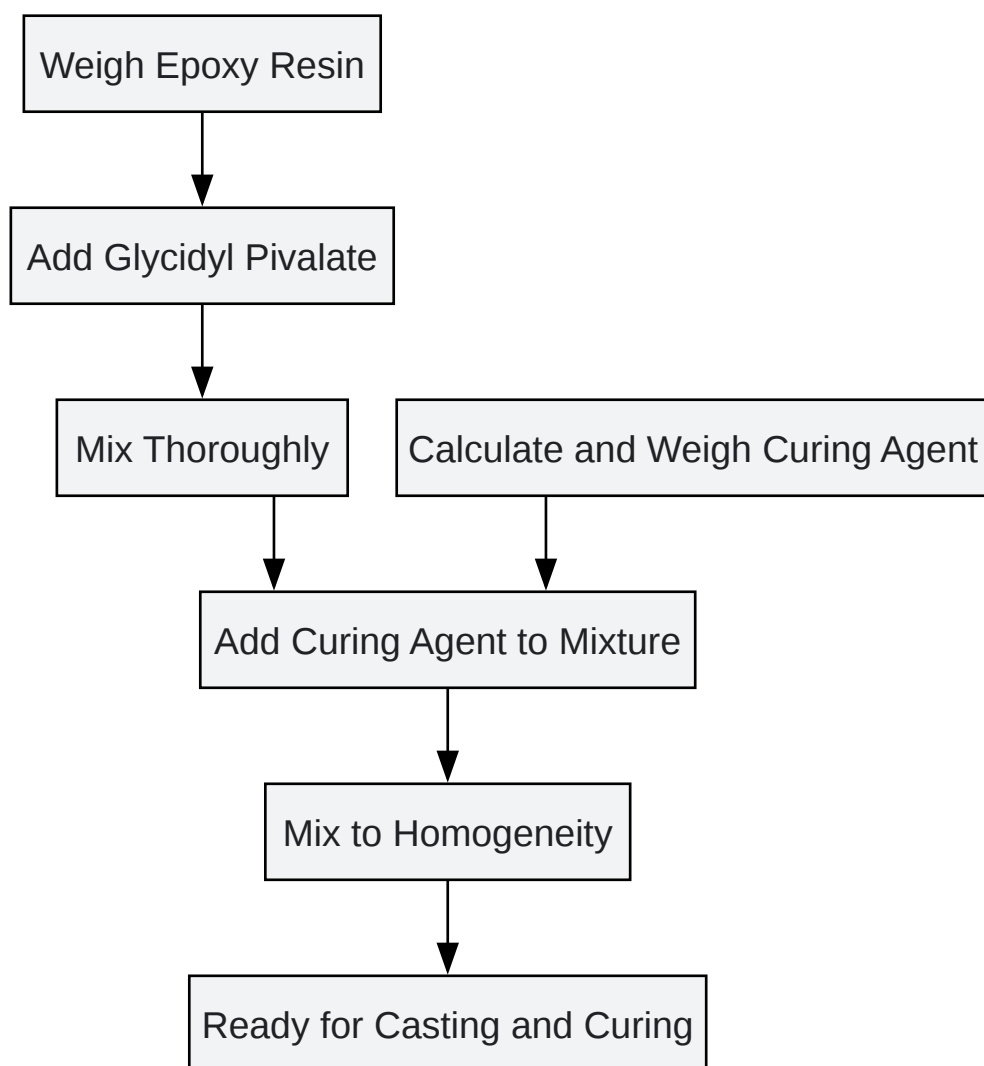 Weigh Epoxy Resin
Add Glycidyl Pivalate
Mix Thoroughly
Calculate and Weigh Curing Agent
Add Curing Agent to Mixture
Mix to Homogeneity
Ready for Casting and Curing